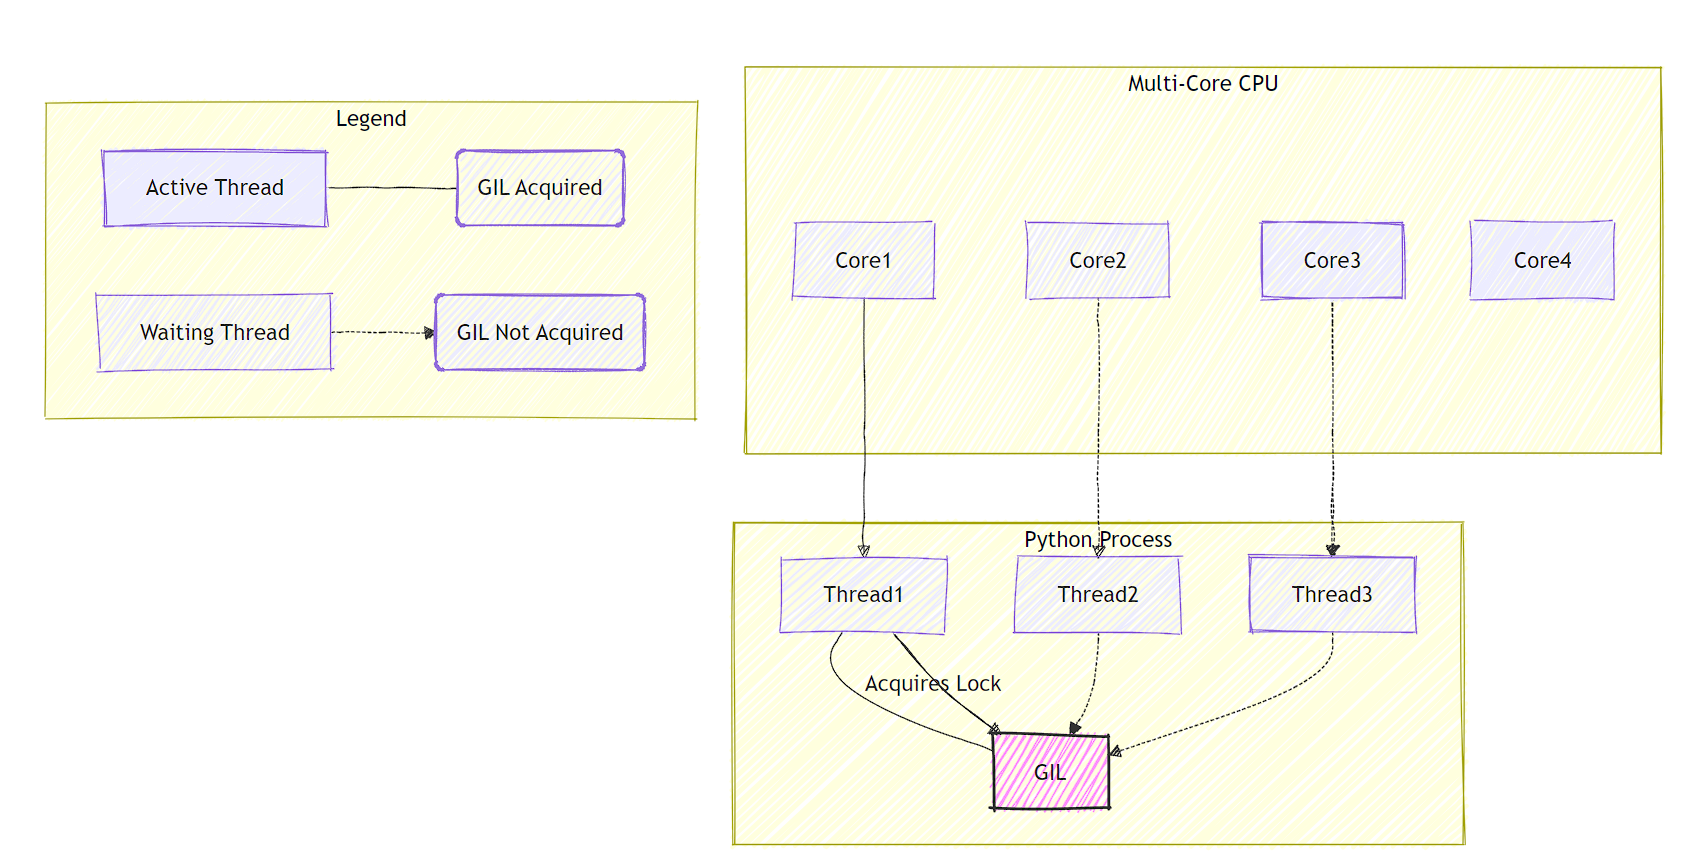 Legend
Active Thread
GIL Acquired
Waiting Thread
GIL Not Acquired
Multi-Core CPU
Core1
Core2
Core3
Core4
Python Process
Thread1
Thread2
Thread3
Acquires Lock
GIL